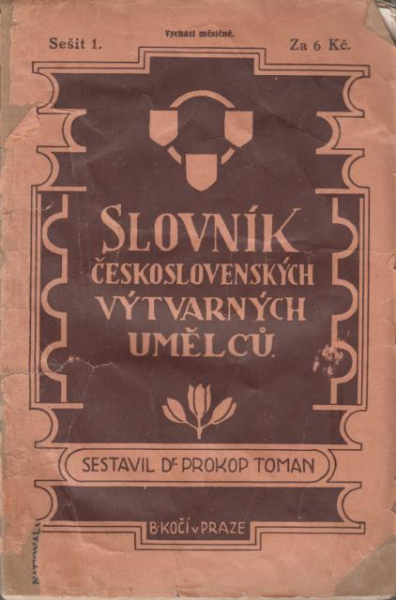 Vychází měsíčně.
Sešit 1.
Za 6 Kč.
SLOVNÍK
ČESKOSLOVENSKÝCH
VÝTVARNÝCH
UMĚLCŮ.
SESTAVIL Dr PROKOP TOMAN
B·KOČÍ v PRAZE